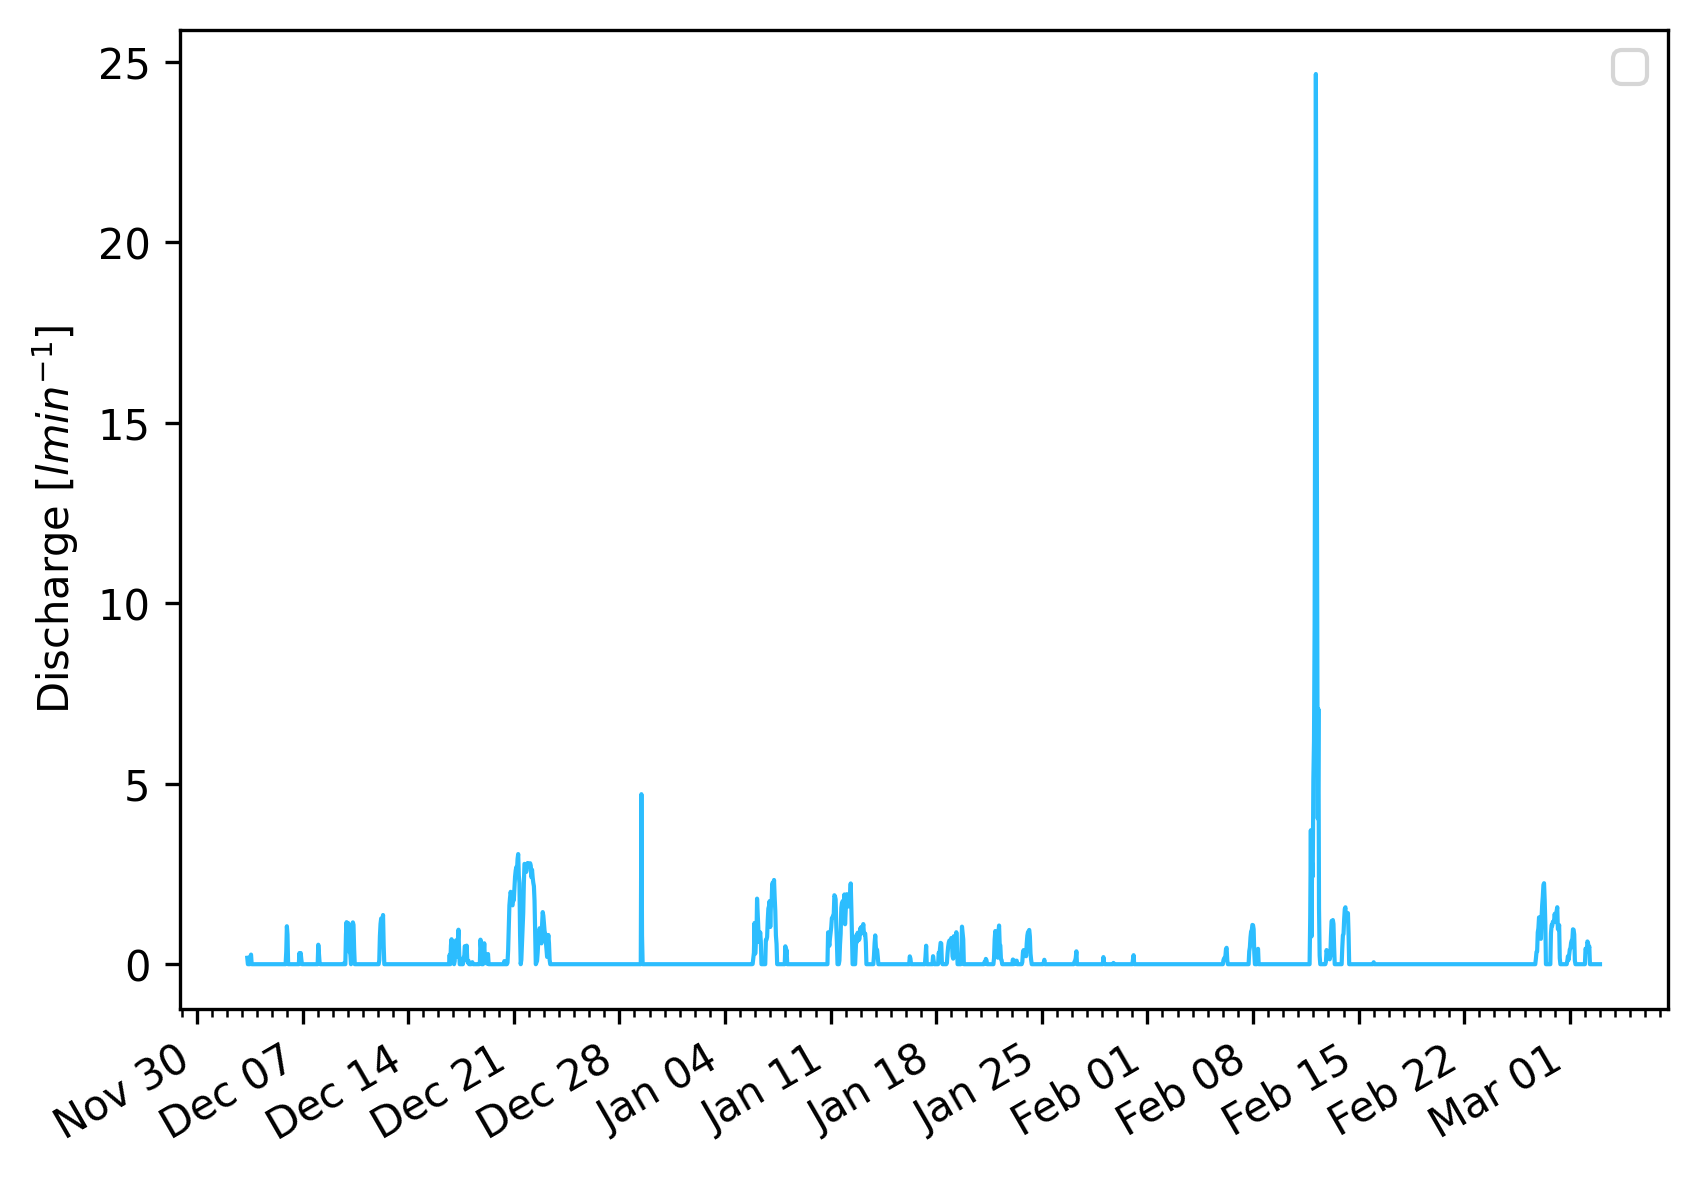 Discharge [lmin⁻¹]
25
20
15
10
5
0
Nov 30
Dec 07
Dec 14
Dec 21
Dec 28
Jan 04
Jan 11
Jan 18
Jan 25
Feb 01
Feb 08
Feb 15
Feb 22
Mar 01